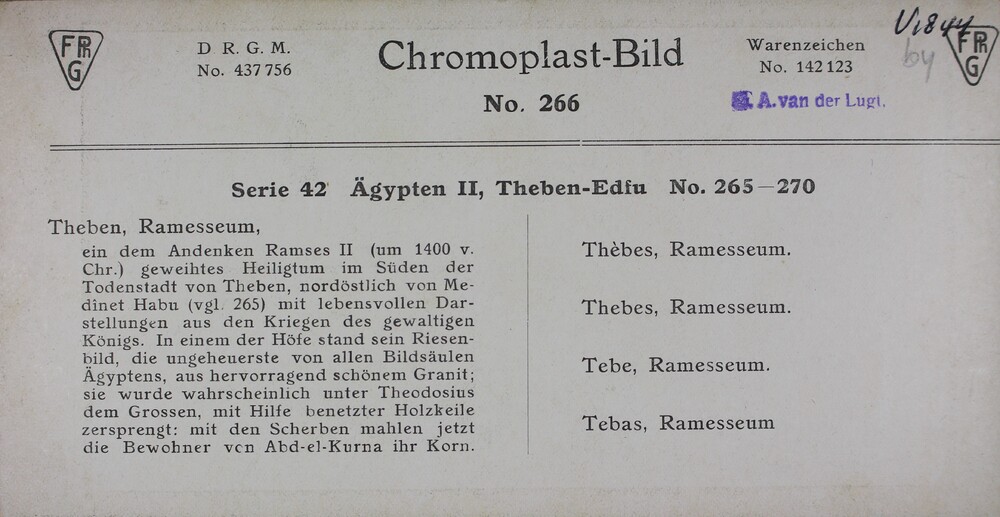 FPRG
D R. G. M.
No. 437 756
Chromoplast-Bild
No. 266
Warenzeichen
No. 142 123
A. van der Lugt.
V1844
by
FPRG
Serie 42 Ägypten II, Theben-Edfu No. 265—270
Theben, Ramesseum,
ein dem Andenken Ramses II (um 1400 v.
Chr.) geweihtes Heiligtum im Süden der
Todenstadt von Theben, nordöstlich von Me-
dinet Habu (vgl. 265) mit lebensvollen Dar-
stellungen aus den Kriegen des gewaltigen
Königs. In einem der Höfe stand sein Riesen-
bild, die ungeheuerste von allen Bildsäulen
Ägyptens, aus hervorragend schönem Granit;
sie wurde wahrscheinlich unter Theodosius
dem Grossen, mit Hilfe benetzter Holzkeile
zersprengt: mit den Scherben mahlen jetzt
die Bewohner von Abd-el-Kurna ihr Korn.
Thèbes, Ramesseum.
Thebes, Ramesseum.
Tebe, Ramesseum.
Tebas, Ramesseum